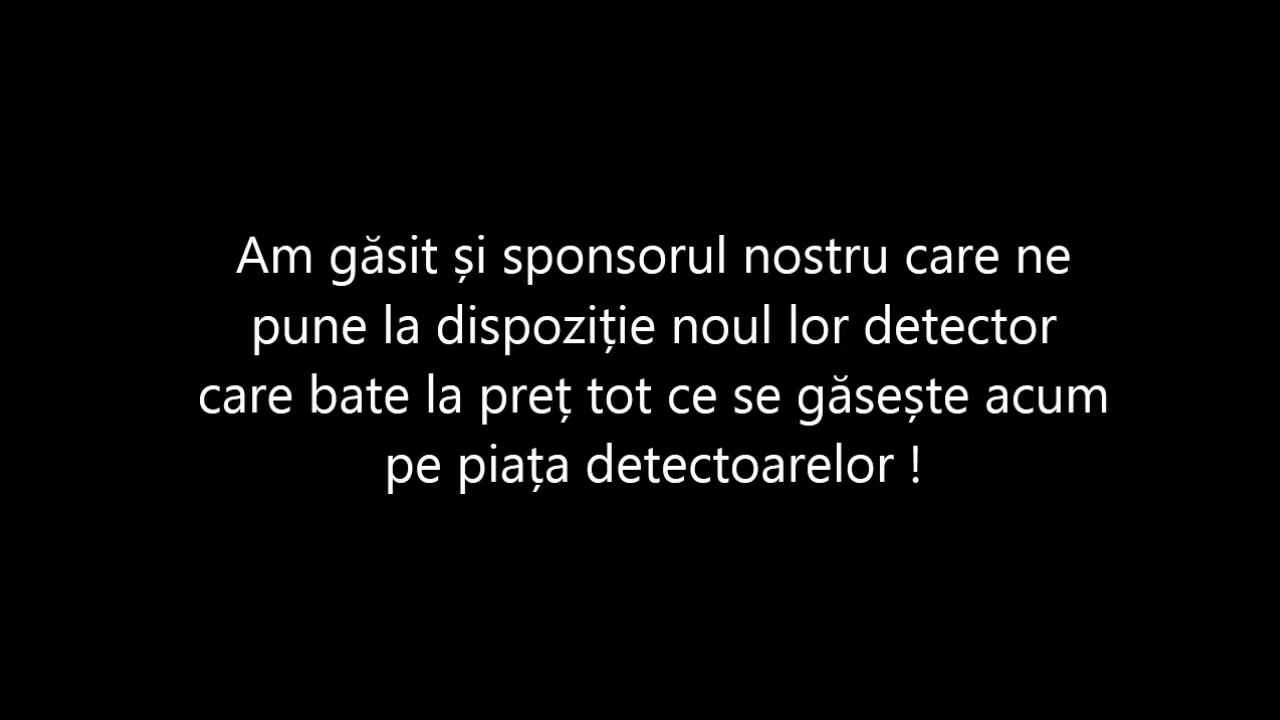 Am găsit și sponsorul nostru care ne
pune la dispoziție noul lor detector
care bate la preț tot ce se găsește acum
pe piața detectoarelor !